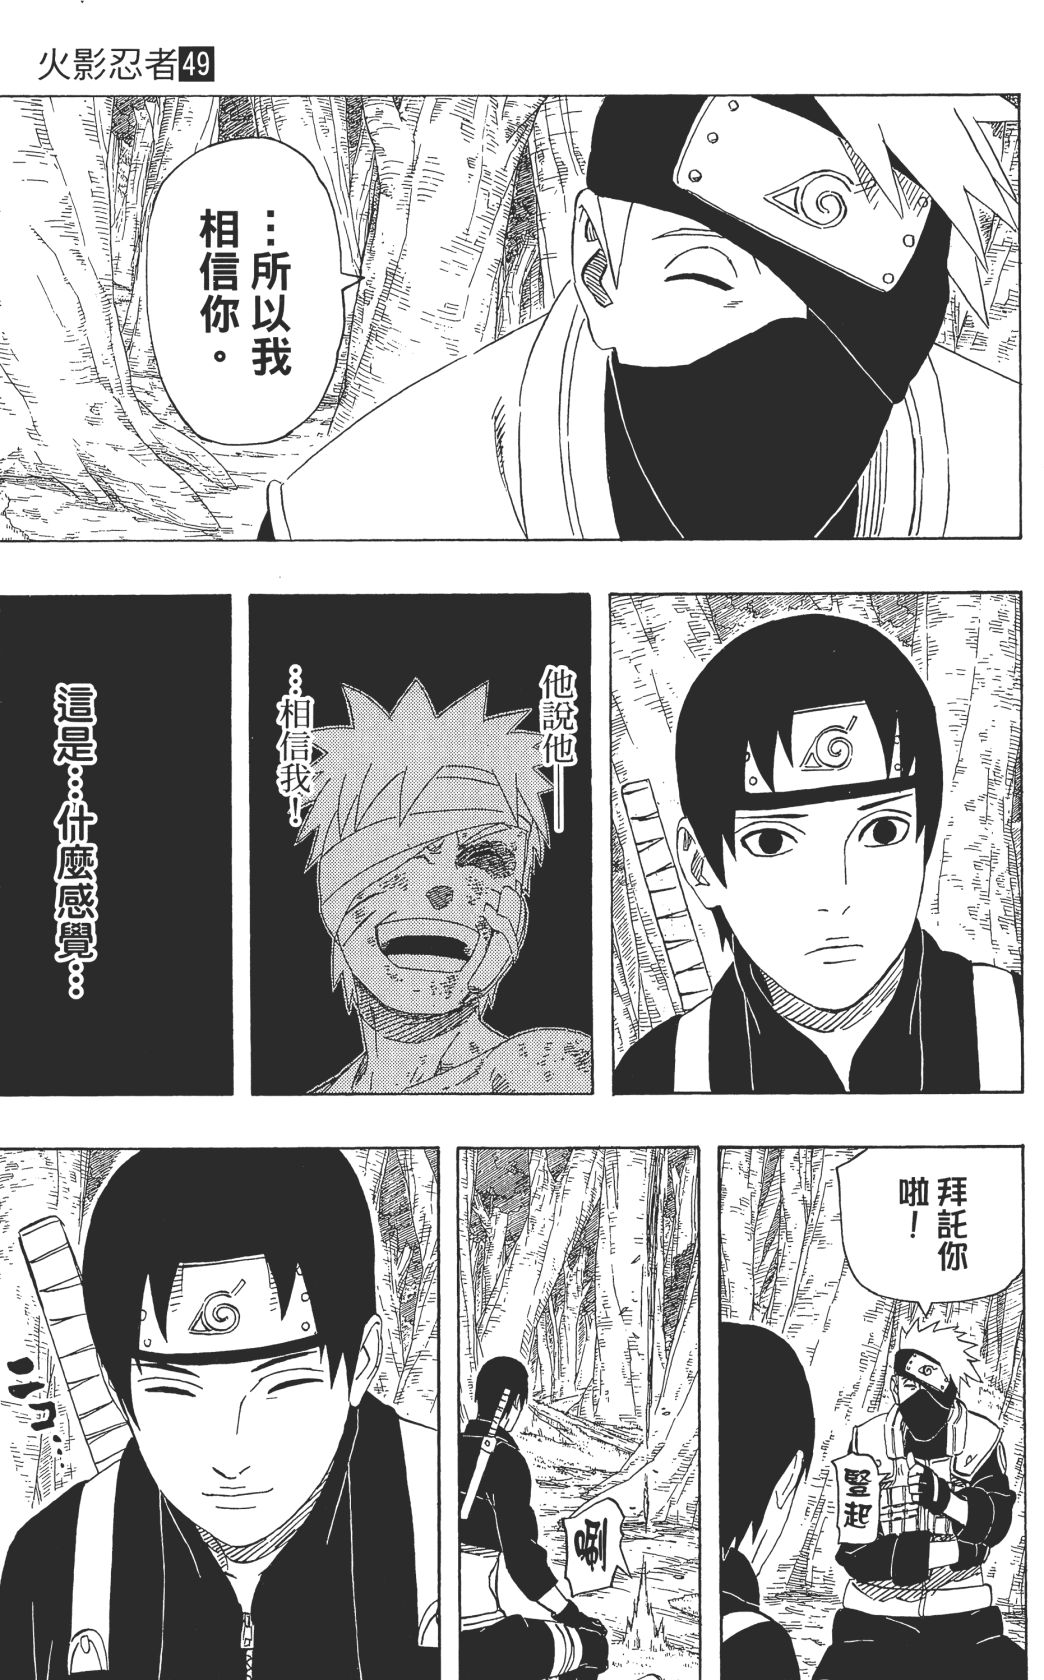 火影忍者49
…所以我
相信你。
他說他——
…相信我！
這是…什麼感覺…
拜託你
啦！
豎起
唰
ニコ…